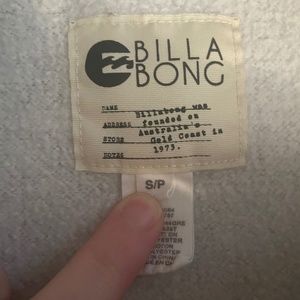 BILLA
BONG
NAME Billabong was
ADDRESS founded on
Australia's
STORE Gold Coast in
NOTES 1973.
S/P